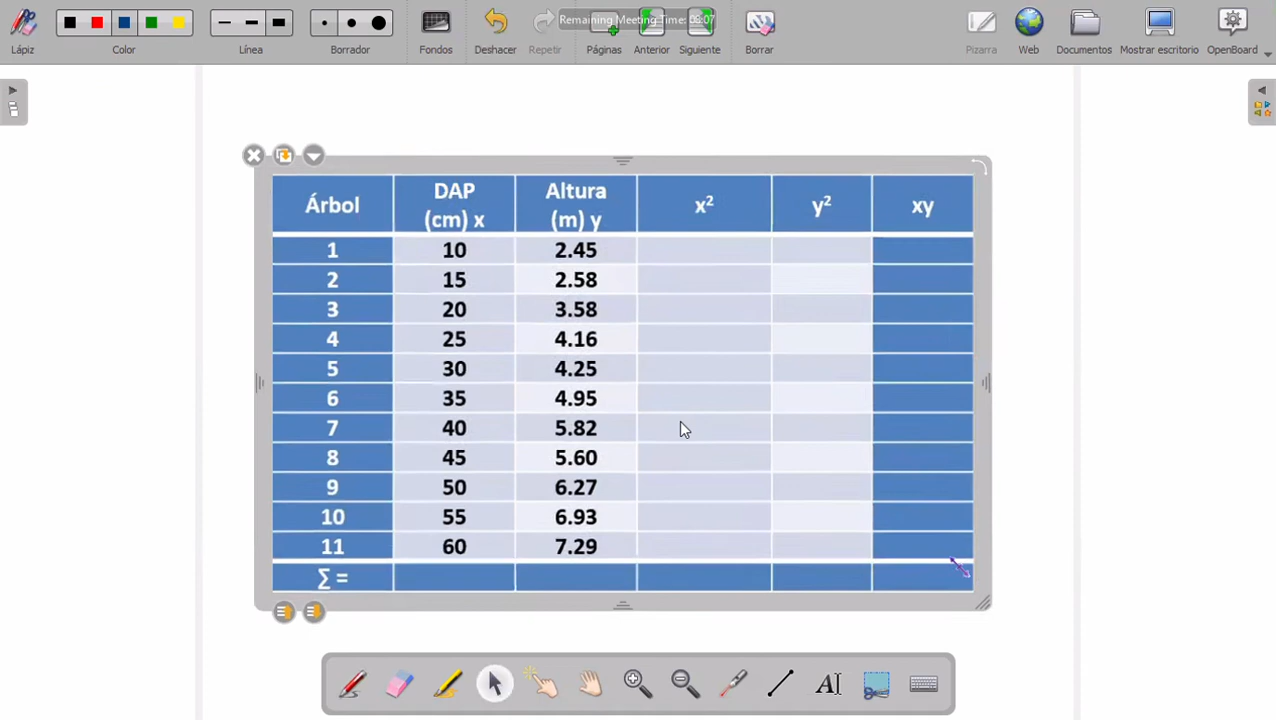 Remaining Meeting Time: 08:07
Lápiz Color Línea Borrador Fondos Deshacer Repetir Páginas Anterior Siguiente Borrar Pizarra Web Documentos Mostrar escritorio OpenBoard
Árbol DAP (cm) x Altura (m) y x² y² xy
1 10 2.45
2 15 2.58
3 20 3.58
4 25 4.16
5 30 4.25
6 35 4.95
7 40 5.82
8 45 5.60
9 50 6.27
10 55 6.93
11 60 7.29
∑ =